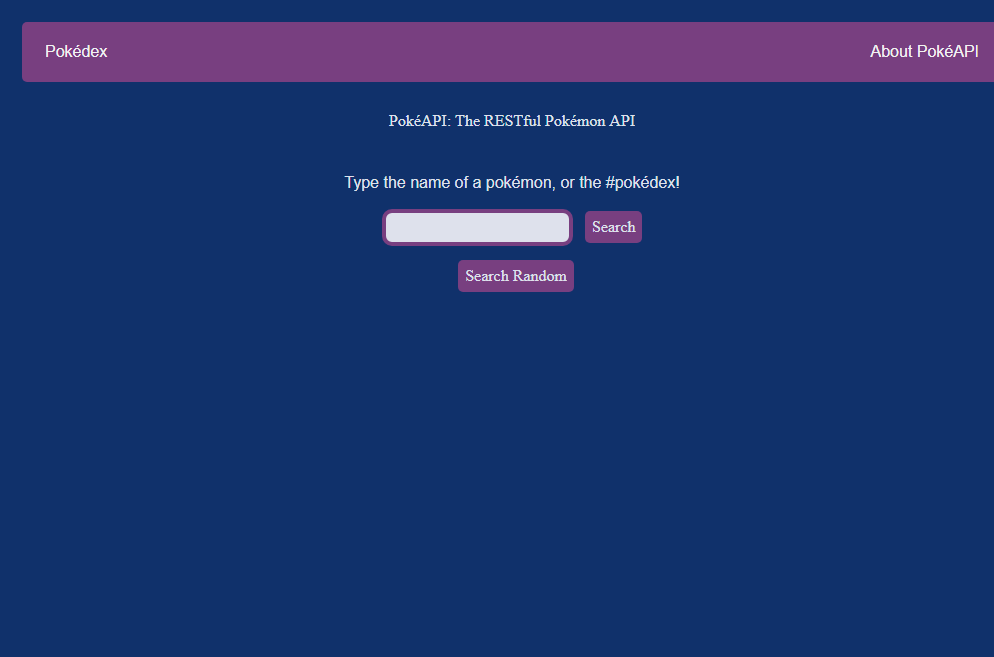 Pokédex
About PokéAPI
PokéAPI: The RESTful Pokémon API
Type the name of a pokémon, or the #pokédex!
Search
Search Random